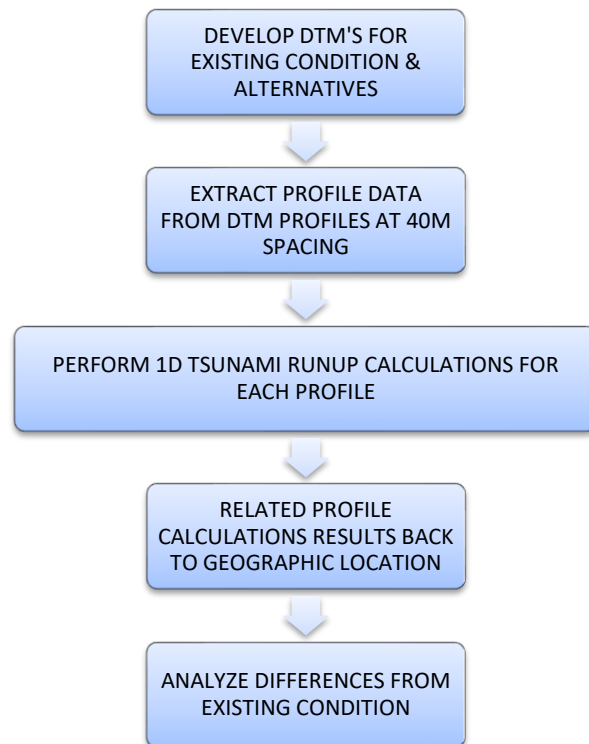 DEVELOP DTM'S FOR
EXISTING CONDITION &
ALTERNATIVES
EXTRACT PROFILE DATA
FROM DTM PROFILES AT 40M
SPACING
PERFORM 1D TSUNAMI RUNUP CALCULATIONS FOR
EACH PROFILE
RELATED PROFILE
CALCULATIONS RESULTS BACK
TO GEOGRAPHIC LOCATION
ANALYZE DIFFERENCES FROM
EXISTING CONDITION